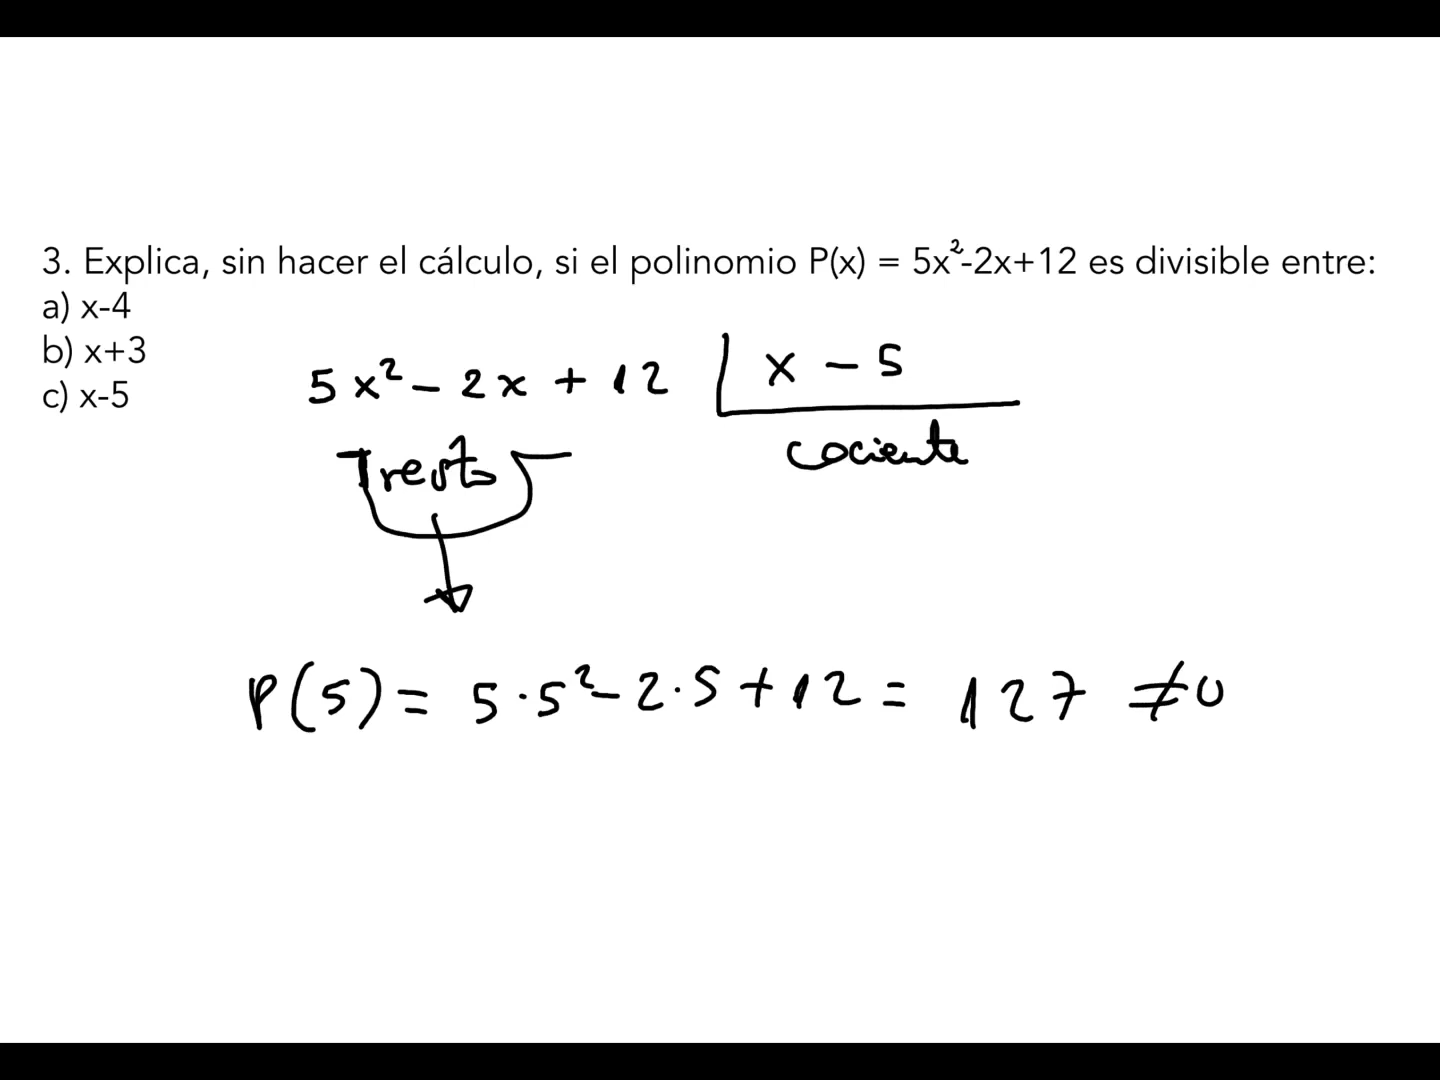 3. Explica, sin hacer el cálculo, si el polinomio P(x) = 5x²-2x+12 es divisible entre:
a) x-4
b) x+3
c) x-5
5x² - 2x + 12 | x - 5
resto cociente
P(5) = 5·5² - 2·5 + 12 = 127 ≠0